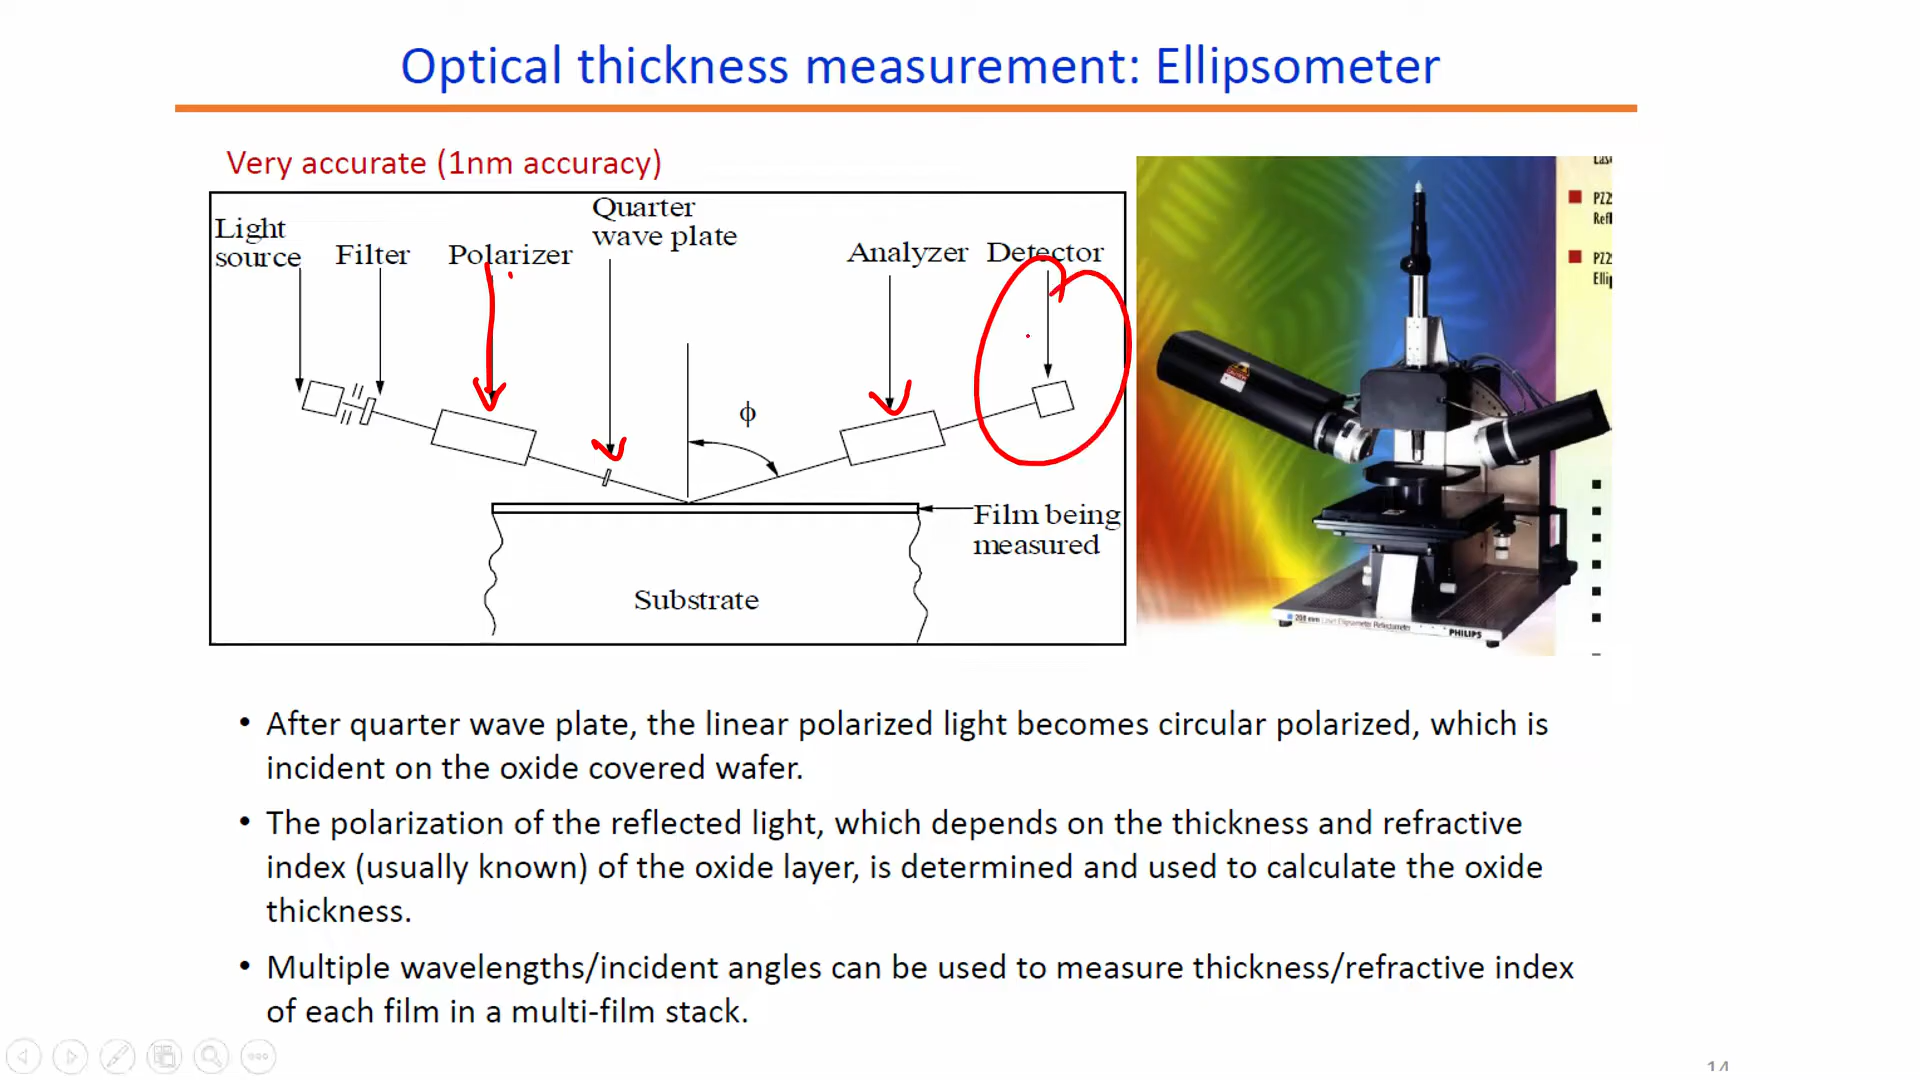 Optical thickness measurement: Ellipsometer
Very accurate (1nm accuracy)
Light
source
Filter
Polarizer
Quarter
wave plate
Analyzer
Detector
ϕ
Film being
measured
Substrate
PHILIPS
• After quarter wave plate, the linear polarized light becomes circular polarized, which is
incident on the oxide covered wafer.
• The polarization of the reflected light, which depends on the thickness and refractive
index (usually known) of the oxide layer, is determined and used to calculate the oxide
thickness.
• Multiple wavelengths/incident angles can be used to measure thickness/refractive index
of each film in a multi-film stack.
14